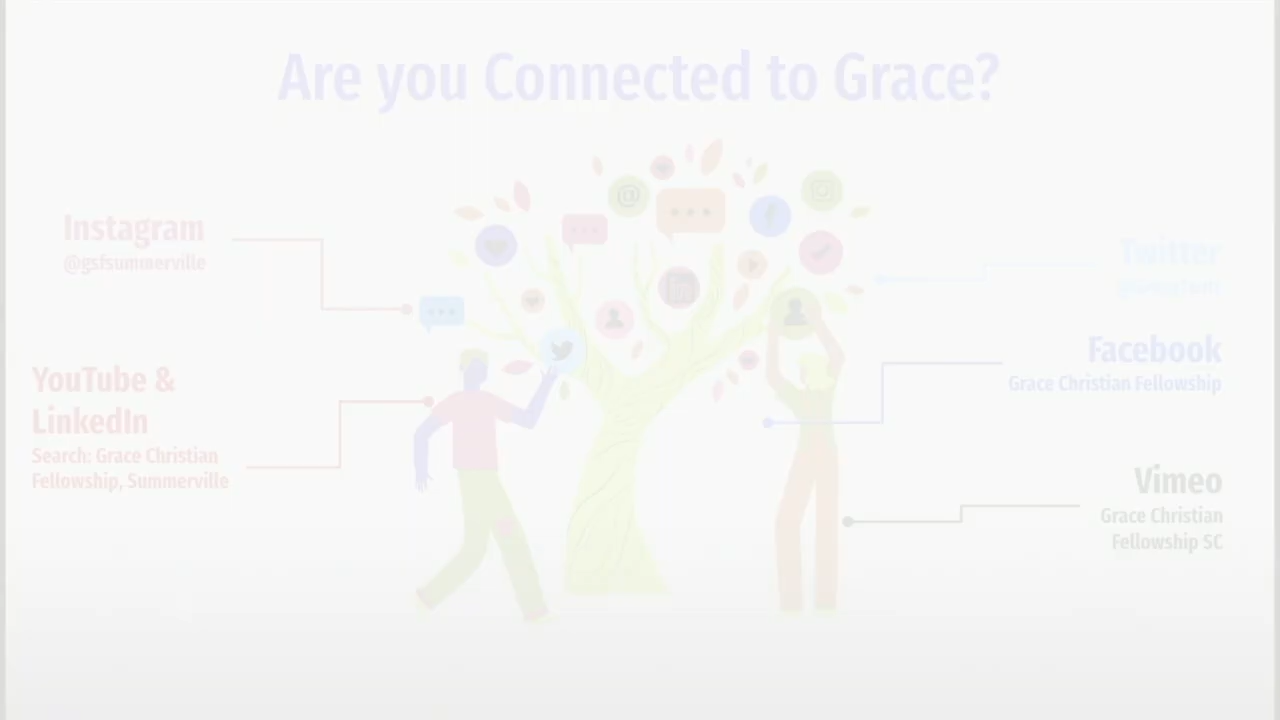 Are you Connected to Grace?
Instagram
@gsfsummerville
YouTube &
LinkedIn
Search: Grace Christian
Fellowship, Summerville
Twitter
Facebook
Grace Christian Fellowship
Vimeo
Grace Christian
Fellowship SC